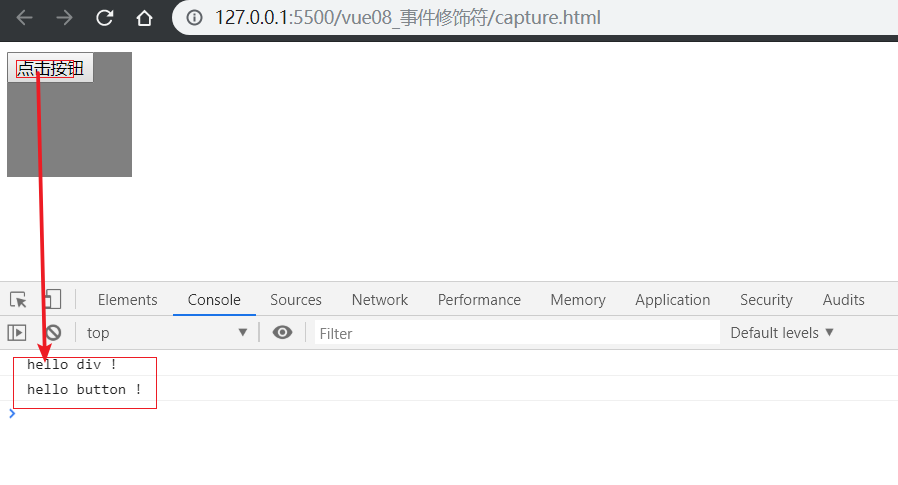 127.0.0.1:5500/vue08_事件修饰符/capture.html
点击按钮
Elements Console Sources Network Performance Memory Application Security Audits
top Filter Default levels
hello div !
hello button !